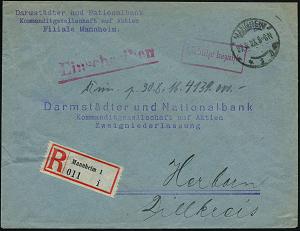 Darmstädter und Nationalbank
Kommanditgesellschaft auf Aktien
Filiale Mannheim.
MANNHEIM
Einschreiben
Gebühr bezahlt
Darmstädter und Nationalbank
Kommanditgesellschaft auf Aktien
Zweigniederlassung
R
Mannheim 1
011 i
Herborn
Dillkreis